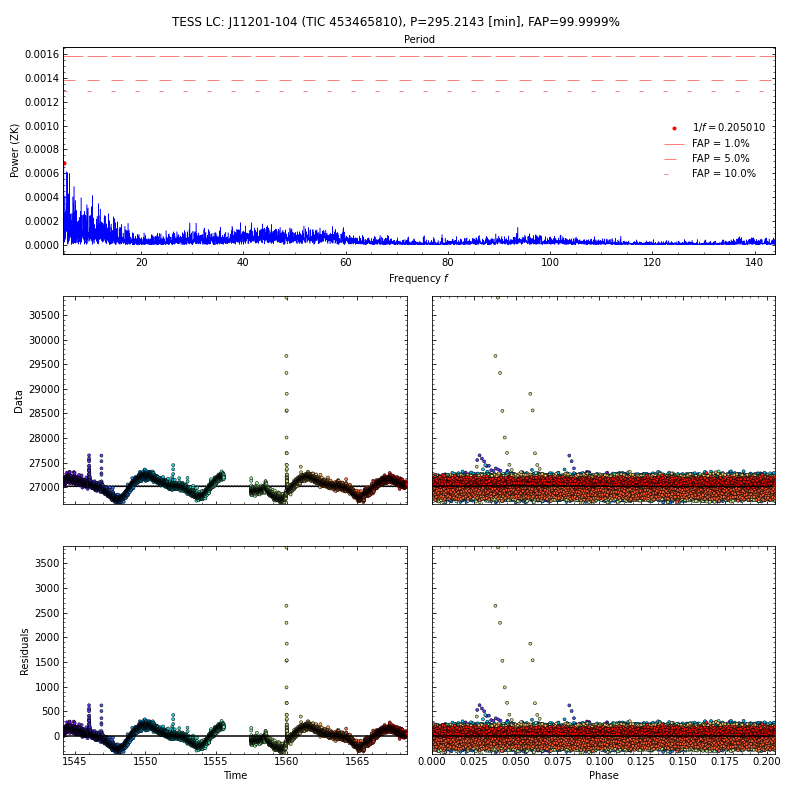 TESS LC: J11201-104 (TIC 453465810), P=295.2143 [min], FAP=99.9999%
Period
0.0016
0.0014
0.0012
0.0010
0.0008
0.0006
0.0004
0.0002
0.0000
Power (ZK)
1/f = 0.205010
FAP = 1.0%
FAP = 5.0%
FAP = 10.0%
20 40 60 80 100 120 140
Frequency f
30500
30000
29500
29000
28500
28000
27500
27000
Data
3500
3000
2500
2000
1500
1000
500
0
Residuals
1545 1550 1555 1560 1565
Time
0.000 0.025 0.050 0.075 0.100 0.125 0.150 0.175 0.200
Phase